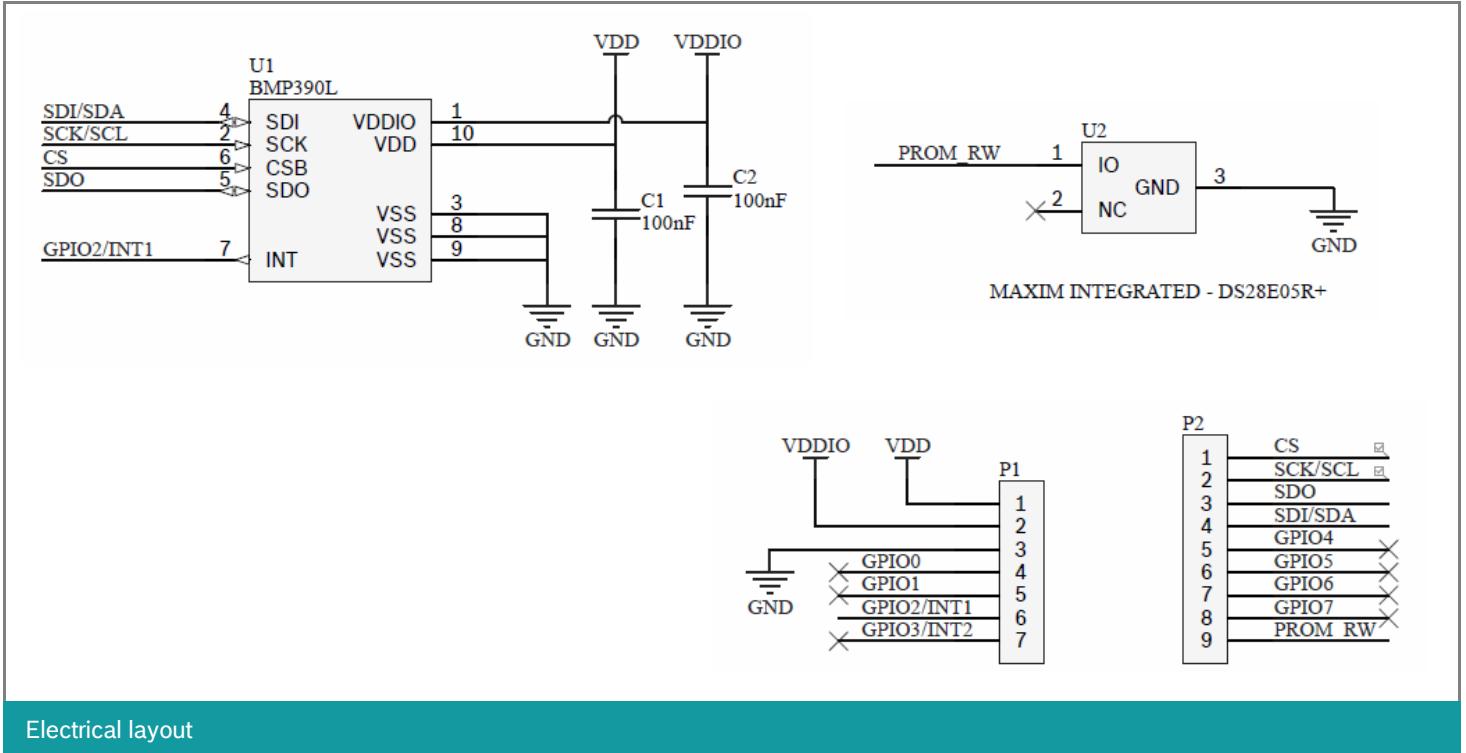 U1
BMP390L
SDI/SDA 4 SDI VDDIO 1
SCK/SCL 2 SCK VDD 10
CS 6 CSB
SDO 5 SDO
VSS 3
VSS 8
GPIO2/INT1 7 INT VSS 9
VDD VDDIO
C1
100nF
C2
100nF
GND GND GND
U2
PROM_RW 1 IO
GND 3
2 NC
GND
MAXIM INTEGRATED - DS28E05R+
VDDIO VDD
P1
1
2
3
GPIO0 4
GPIO1 5
GPIO2/INT1 6
GPIO3/INT2 7
GND
P2
1 CS
2 SCK/SCL
3 SDO
4 SDI/SDA
5 GPIO4
6 GPIO5
7 GPIO6
8 GPIO7
9 PROM_RW
Electrical layout